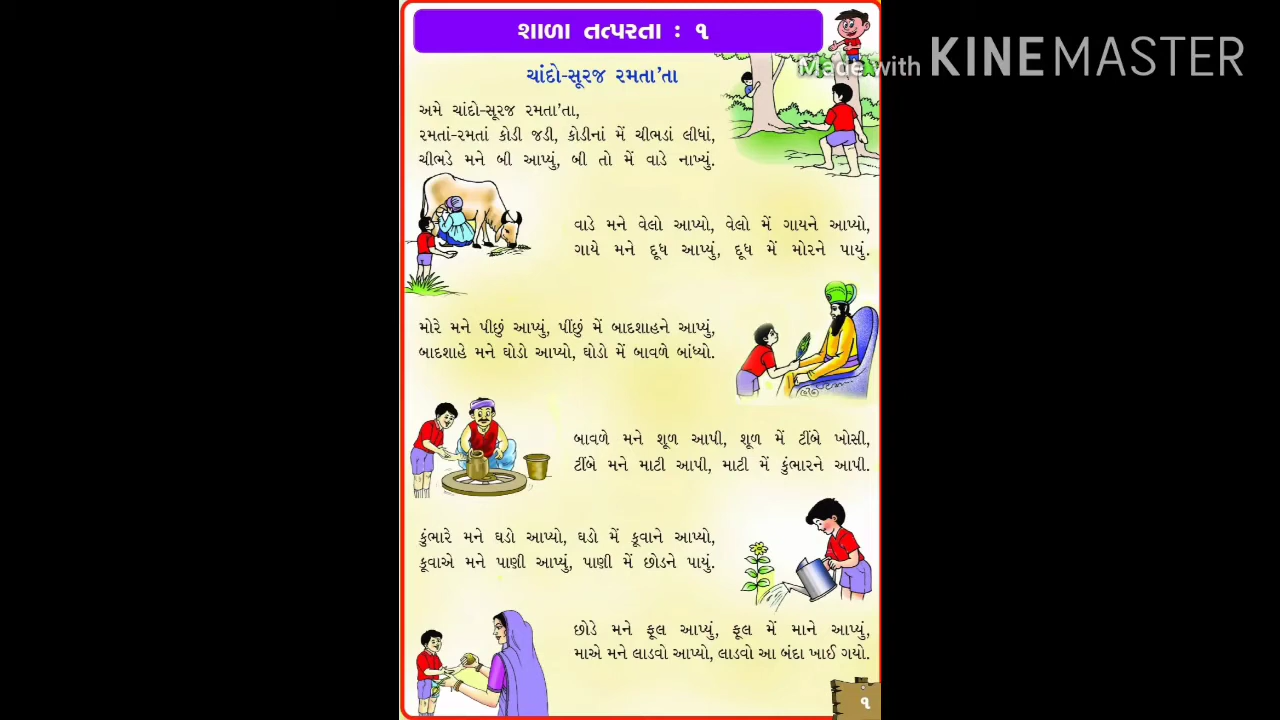 શાળા તત્પરતા : ૧
Made with KINEMASTER
ચાંદો-સૂરજ રમતા'તા
અમે ચાંદો-સૂરજ રમતા'તા,
રમતાં-રમતાં કોડી જડી, કોડીનાં મેં ચીભડાં લીધાં,
ચીભડે મને બી આપ્યું, બી તો મેં વાડે નાખ્યું.
વાડે મને વેલો આપ્યો, વેલો મેં ગાયને આપ્યો,
ગાયે મને દૂધ આપ્યું, દૂધ મેં મોરને પાયું.
મોરે મને પીછું આપ્યું, પીંછું મેં બાદશાહને આપ્યું,
બાદશાહે મને ઘોડો આપ્યો, ઘોડો મેં બાવળે બાંધ્યો.
બાવળે મને શૂળ આપી, શૂળ મેં ટીંબે ખોસી,
ટીંબે મને માટી આપી, માટી મેં કુંભારને આપી.
કુંભારે મને ઘડો આપ્યો, ઘડો મેં કૂવાને આપ્યો,
કૂવાએ મને પાણી આપ્યું, પાણી મેં છોડને પાયું.
છોડે મને ફૂલ આપ્યું, ફૂલ મેં માને આપ્યું,
માએ મને લાડવો આપ્યો, લાડવો આ બંદા ખાઈ ગયો.
૧